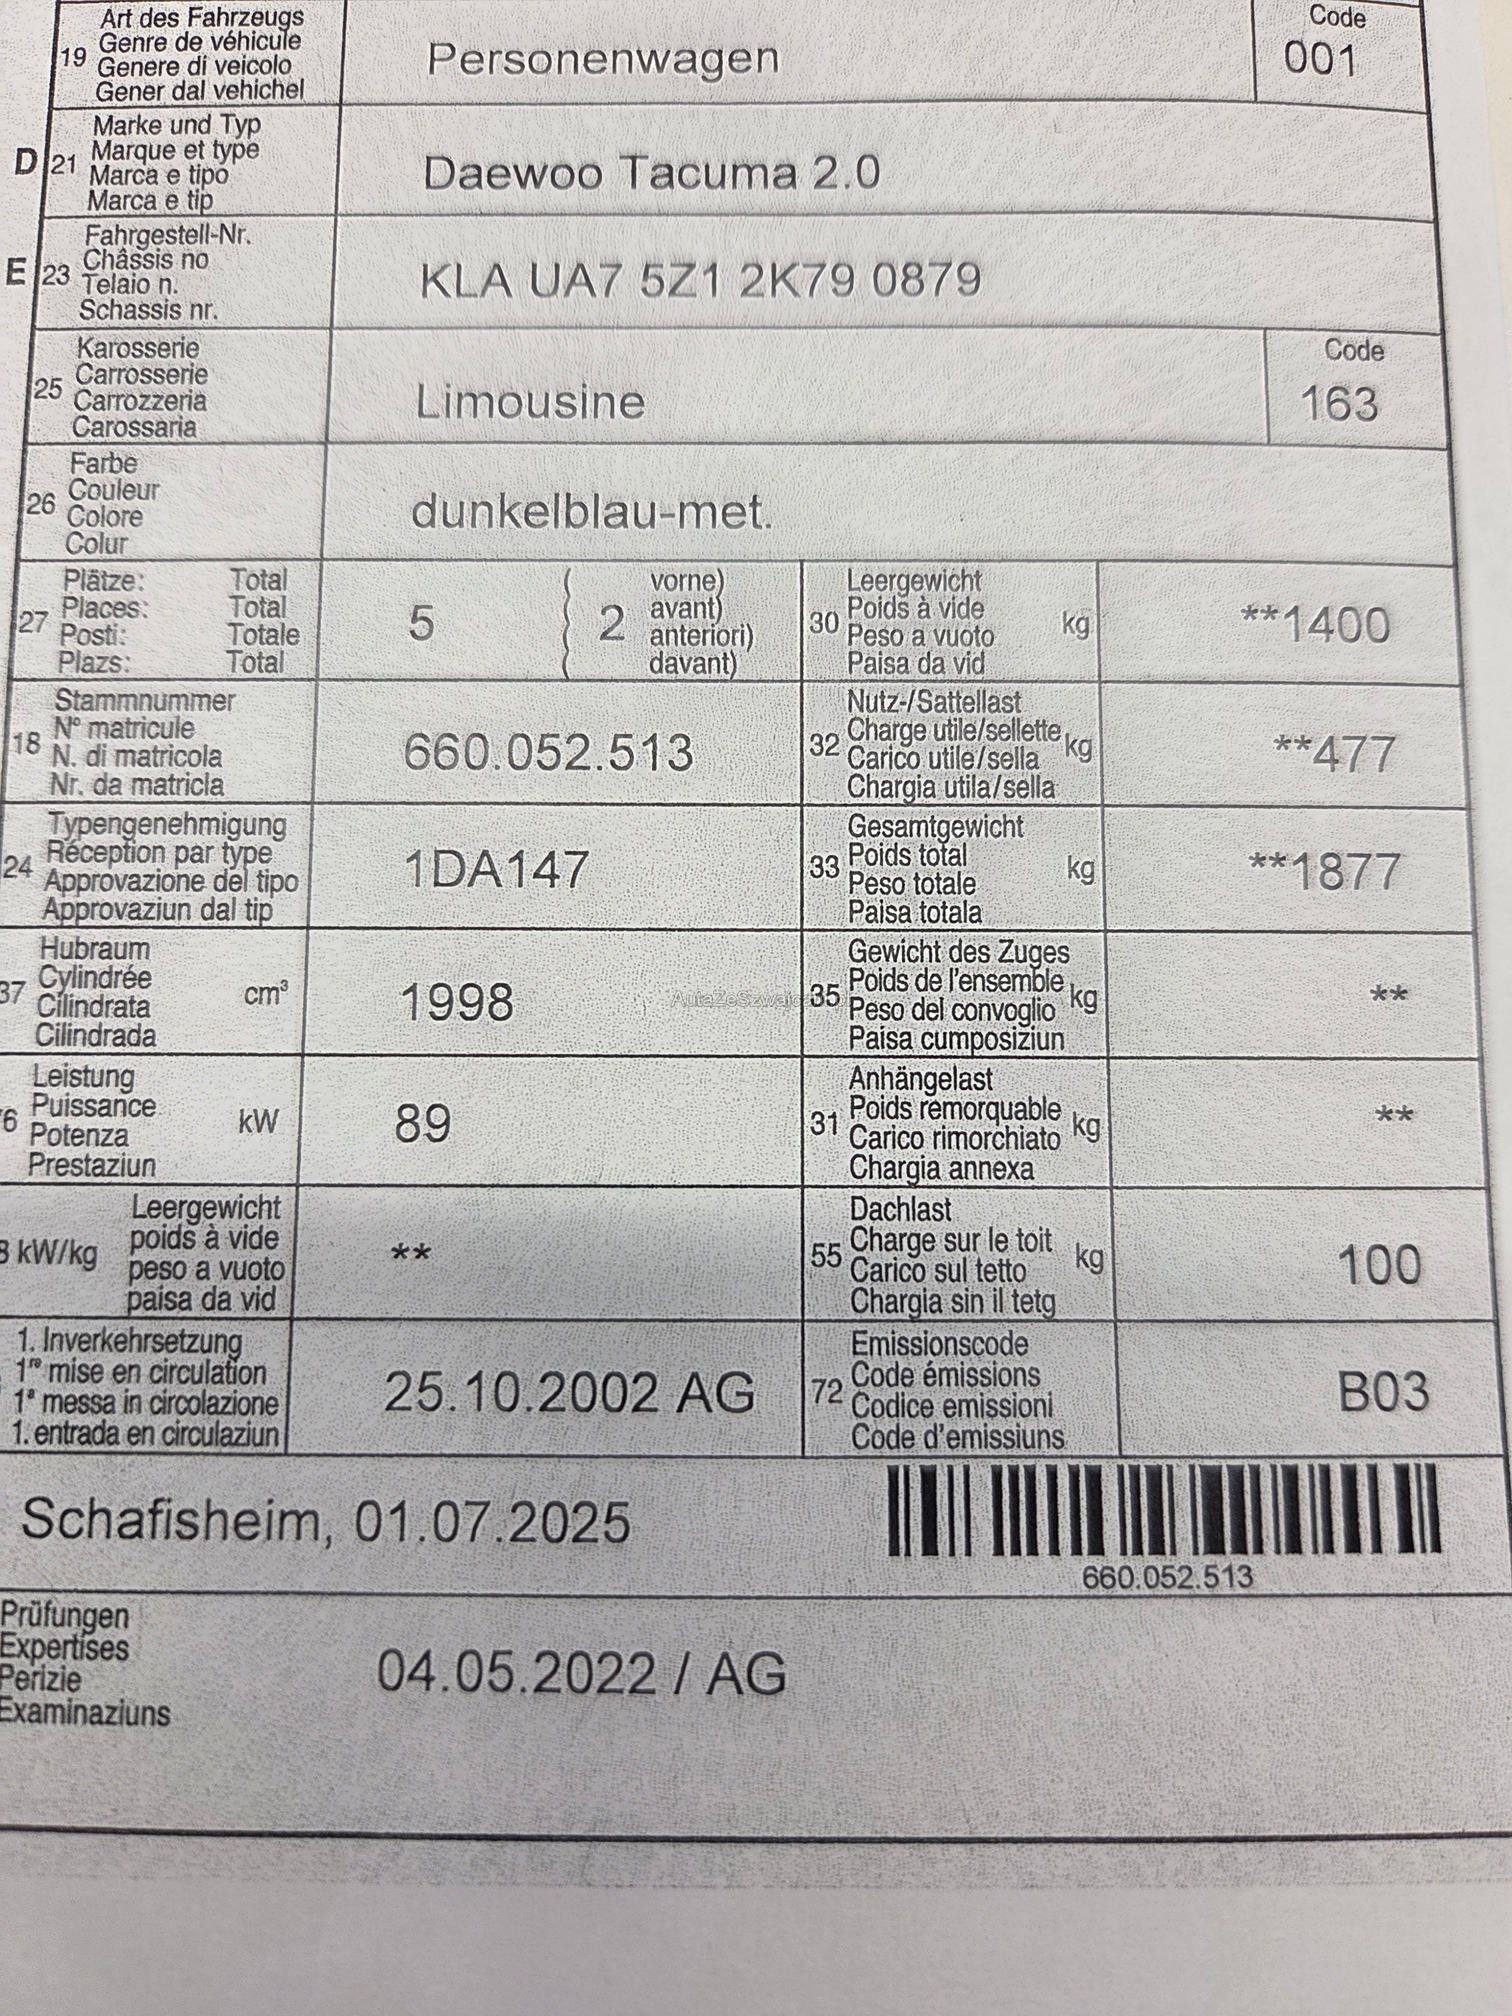 19 Art des Fahrzeugs
Genre de véhicule
Genere di veicolo
Gener dal vehichel
Personenwagen
Code
001
D 21 Marke und Typ
Marque et type
Marca e tipo
Marca e tip
Daewoo Tacuma 2.0
E 23 Fahrgestell-Nr.
Châssis no
Telaio n.
Schassis nr.
KLA UA7 5Z1 2K79 0879
25 Karosserie
Carrosserie
Carrozzeria
Carossaria
Limousine
Code
163
26 Farbe
Couleur
Colore
Colur
dunkelblau-met.
27 Plätze: Total
Places: Total
Posti: Totale
Plazs: Total
5 ( 2 vorne)
( avant)
( anteriori)
( davant)
30 Leergewicht
Poids à vide
Peso a vuoto
Paisa da vid
kg
**1400
18 Stammnummer
N° matricule
N. di matricola
Nr. da matricla
660.052.513
32 Nutz-/Sattellast
Charge utile/sellette
Carico utile/sella
Chargia utila/sella
kg
**477
24 Typengenehmigung
Réception par type
Approvazione del tipo
Approvaziun dal tip
1DA147
33 Gesamtgewicht
Poids total
Peso totale
Paisa totala
kg
**1877
37 Hubraum
Cylindrée
Cilindrata
Cilindrada
cm³
1998
35 Gewicht des Zuges
Poids de l'ensemble
Peso del convoglio
Paisa cumposiziun
kg
**
6 Leistung
Puissance
Potenza
Prestaziun
kW
89
31 Anhängelast
Poids remorquable
Carico rimorchiato
Chargia annexa
kg
**
kW/kg
Leergewicht
poids à vide
peso a vuoto
paisa da vid
**
55 Dachlast
Charge sur le toit
Carico sul tetto
Chargia sin il tetg
kg
100
1. Inverkehrsetzung
1re mise en circulation
1a messa in circolazione
1. entrada en circulaziun
25.10.2002 AG
72 Emissionscode
Code émissions
Codice emissioni
Code d'emissiuns
B03
Schafisheim, 01.07.2025
660.052.513
Prüfungen
Expertises
Perizie
Examinaziuns
04.05.2022 / AG